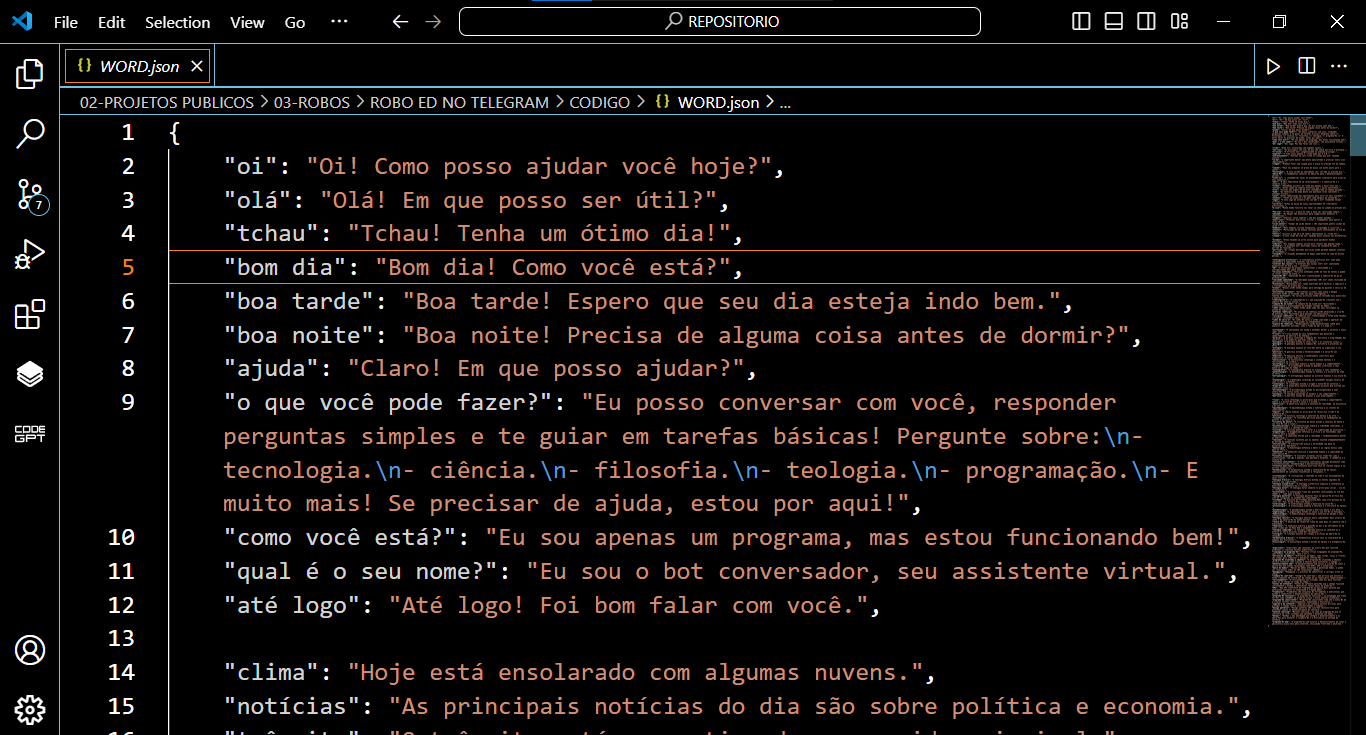 File Edit Selection View Go ··· REPOSITORIO
{} WORD.json
02-PROJETOS PUBLICOS > 03-ROBOS > ROBO ED NO TELEGRAM > CODIGO > {} WORD.json > ...
1 {
2 "oi": "Oi! Como posso ajudar você hoje?",
3 "olá": "Olá! Em que posso ser útil?",
4 "tchau": "Tchau! Tenha um ótimo dia!",
5 "bom dia": "Bom dia! Como você está?",
6 "boa tarde": "Boa tarde! Espero que seu dia esteja indo bem.",
7 "boa noite": "Boa noite! Precisa de alguma coisa antes de dormir?",
8 "ajuda": "Claro! Em que posso ajudar?",
9 "o que você pode fazer?": "Eu posso conversar com você, responder
perguntas simples e te guiar em tarefas básicas! Pergunte sobre:\n-
tecnologia.\n- ciência.\n- filosofia.\n- teologia.\n- programação.\n- E
muito mais! Se precisar de ajuda, estou por aqui!",
10 "como você está?": "Eu sou apenas um programa, mas estou funcionando bem!",
11 "qual é o seu nome?": "Eu sou o bot conversador, seu assistente virtual.",
12 "até logo": "Até logo! Foi bom falar com você.",
13
14 "clima": "Hoje está ensolarado com algumas nuvens.",
15 "notícias": "As principais notícias do dia são sobre política e economia.",
7
CODE
GPT